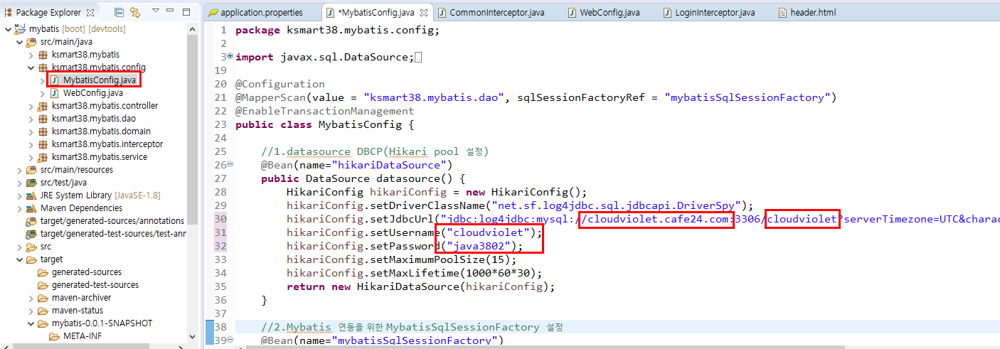 Package Explorer
mybatis [boot] [devtools]
src/main/java
ksmart38.mybatis
ksmart38.mybatis.config
MybatisConfig.java
WebConfig.java
ksmart38.mybatis.controller
ksmart38.mybatis.dao
ksmart38.mybatis.domain
ksmart38.mybatis.interceptor
ksmart38.mybatis.service
src/main/resources
src/test/java
JRE System Library [JavaSE-1.8]
Maven Dependencies
target/generated-sources/annotations
target/generated-test-sources/test-ann
src
target
generated-sources
generated-test-sources
maven-archiver
maven-status
mybatis-0.0.1-SNAPSHOT
META-INF
application.properties *MybatisConfig.java CommonInterceptor.java WebConfig.java LoginInterceptor.java header.html
1 package ksmart38.mybatis.config;
2
3 import javax.sql.DataSource;
19
20 @Configuration
21 @MapperScan(value = "ksmart38.mybatis.dao", sqlSessionFactoryRef = "mybatisSqlSessionFactory")
22 @EnableTransactionManagement
23 public class MybatisConfig {
24
25 //1.datasource DBCP(Hikari pool 설정)
26 @Bean(name="hikariDataSource")
27 public DataSource datasource() {
28 HikariConfig hikariConfig = new HikariConfig();
29 hikariConfig.setDriverClassName("net.sf.log4jdbc.sql.jdbcapi.DriverSpy");
30 hikariConfig.setJdbcUrl("jdbc:log4jdbc:mysql://cloudviolet.cafe24.com:3306/cloudviolet?serverTimezone=UTC&charac
31 hikariConfig.setUsername("cloudviolet");
32 hikariConfig.setPassword("java3802");
33 hikariConfig.setMaximumPoolSize(15);
34 hikariConfig.setMaxLifetime(1000*60*30);
35 return new HikariDataSource(hikariConfig);
36 }
37
38 //2.Mybatis 연동을 위한 MybatisSqlSessionFactory 설정
39 @Bean(name="mybatisSqlSessionFactory")